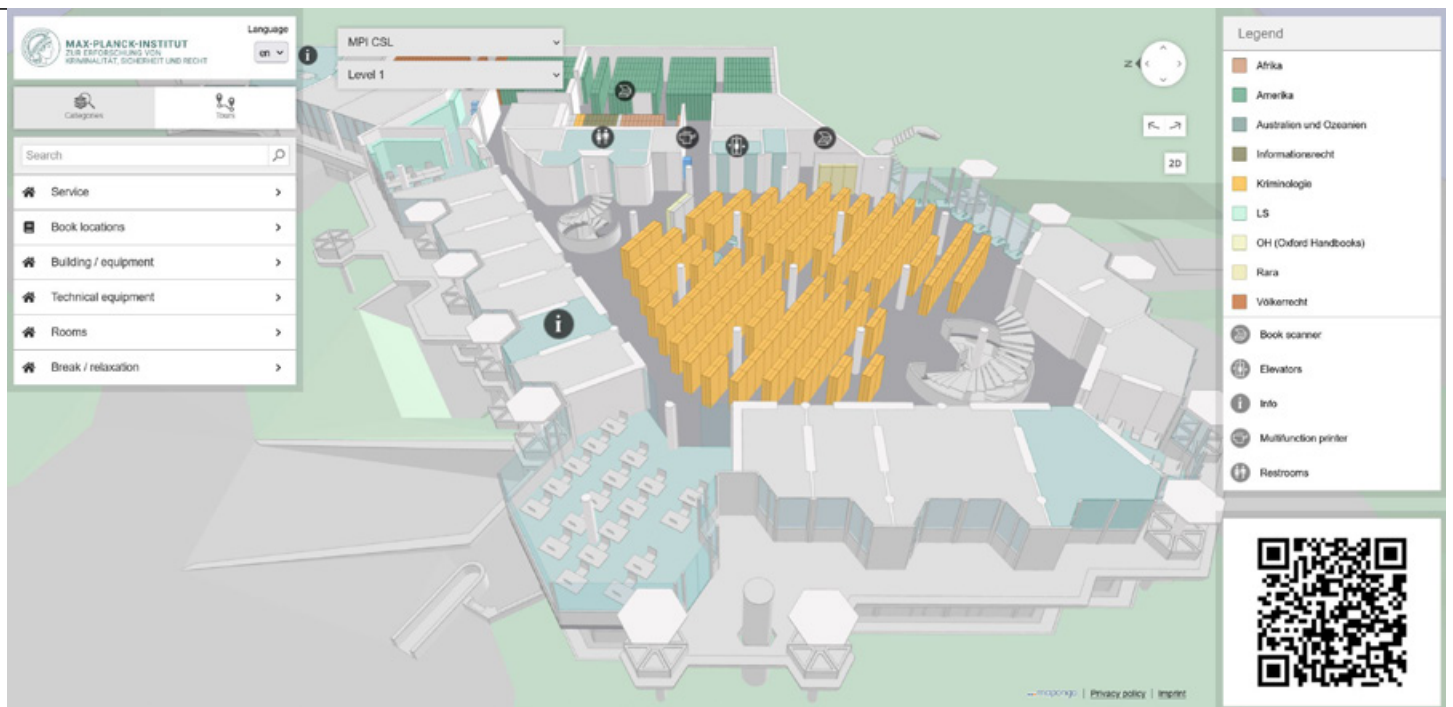 MAX-PLANCK-INSTITUT
ZUR ERFORSCHUNG VON
KRIMINALITÄT, SICHERHEIT UND RECHT
Language
en
Categories
Tours
Search
Service
Book locations
Building / equipment
Technical equipment
Rooms
Break / relaxation
MPI CSL
Level 1
N
2D
Legend
Afrika
Amerika
Australien und Ozeanien
Informationsrecht
Kriminologie
LS
OH (Oxford Handbooks)
Rara
Völkerrecht
Book scanner
Elevators
Info
Multifunction printer
Restrooms
mapongo | Privacy policy | Imprint